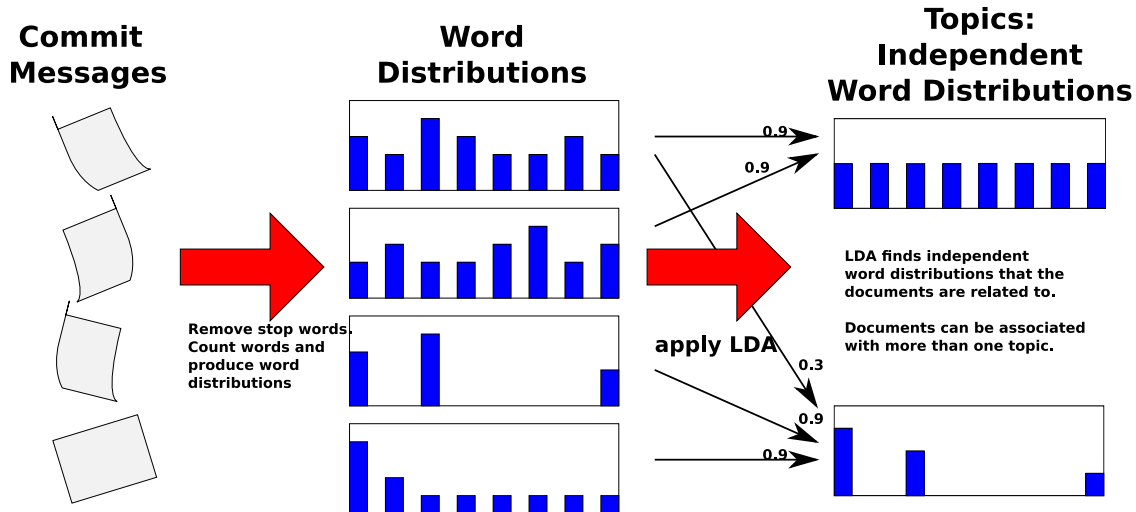 Commit
Messages
Word
Distributions
Topics:
Independent
Word Distributions
Remove stop words.
Count words and
produce word
distributions
apply LDA
0.9
0.9
0.3
0.9
0.9
LDA finds independent
word distributions that the
documents are related to.
Documents can be associated
with more than one topic.